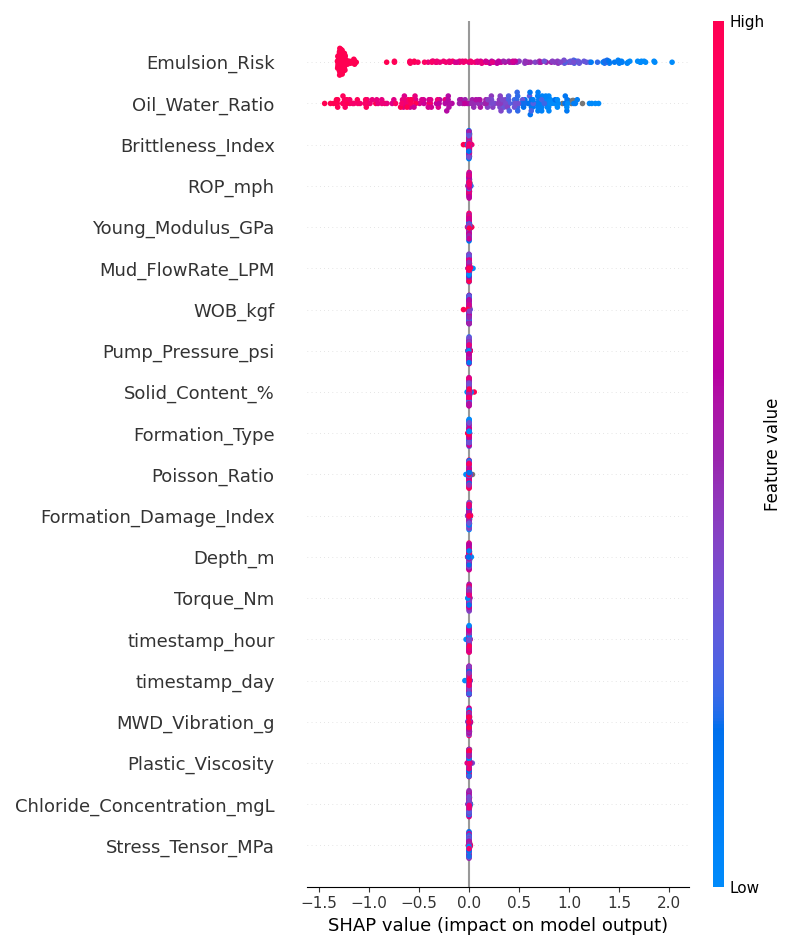 High
Emulsion_Risk
Oil_Water_Ratio
Brittleness_Index
ROP_mph
Young_Modulus_GPa
Mud_FlowRate_LPM
WOB_kgf
Pump_Pressure_psi
Solid_Content_%
Formation_Type
Poisson_Ratio
Formation_Damage_Index
Depth_m
Torque_Nm
timestamp_hour
timestamp_day
MWD_Vibration_g
Plastic_Viscosity
Chloride_Concentration_mgL
Stress_Tensor_MPa
Feature value
Low
−1.5 −1.0 −0.5 0.0 0.5 1.0 1.5 2.0
SHAP value (impact on model output)